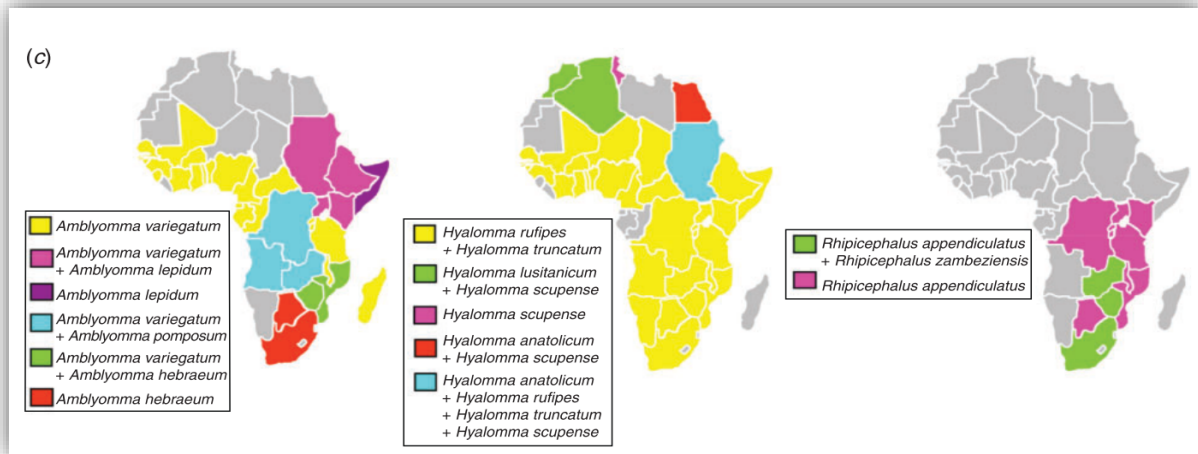 (c)
Amblyomma variegatum
Amblyomma variegatum
+ Amblyomma lepidum
Amblyomma lepidum
Amblyomma variegatum
+ Amblyomma pomposum
Amblyomma variegatum
+ Amblyomma hebraeum
Amblyomma hebraeum
Hyalomma rufipes
+ Hyalomma truncatum
Hyalomma lusitanicum
+ Hyalomma scupense
Hyalomma scupense
Hyalomma anatolicum
+ Hyalomma scupense
Hyalomma anatolicum
+ Hyalomma rufipes
+ Hyalomma truncatum
+ Hyalomma scupense
Rhipicephalus appendiculatus
+ Rhipicephalus zambeziensis
Rhipicephalus appendiculatus